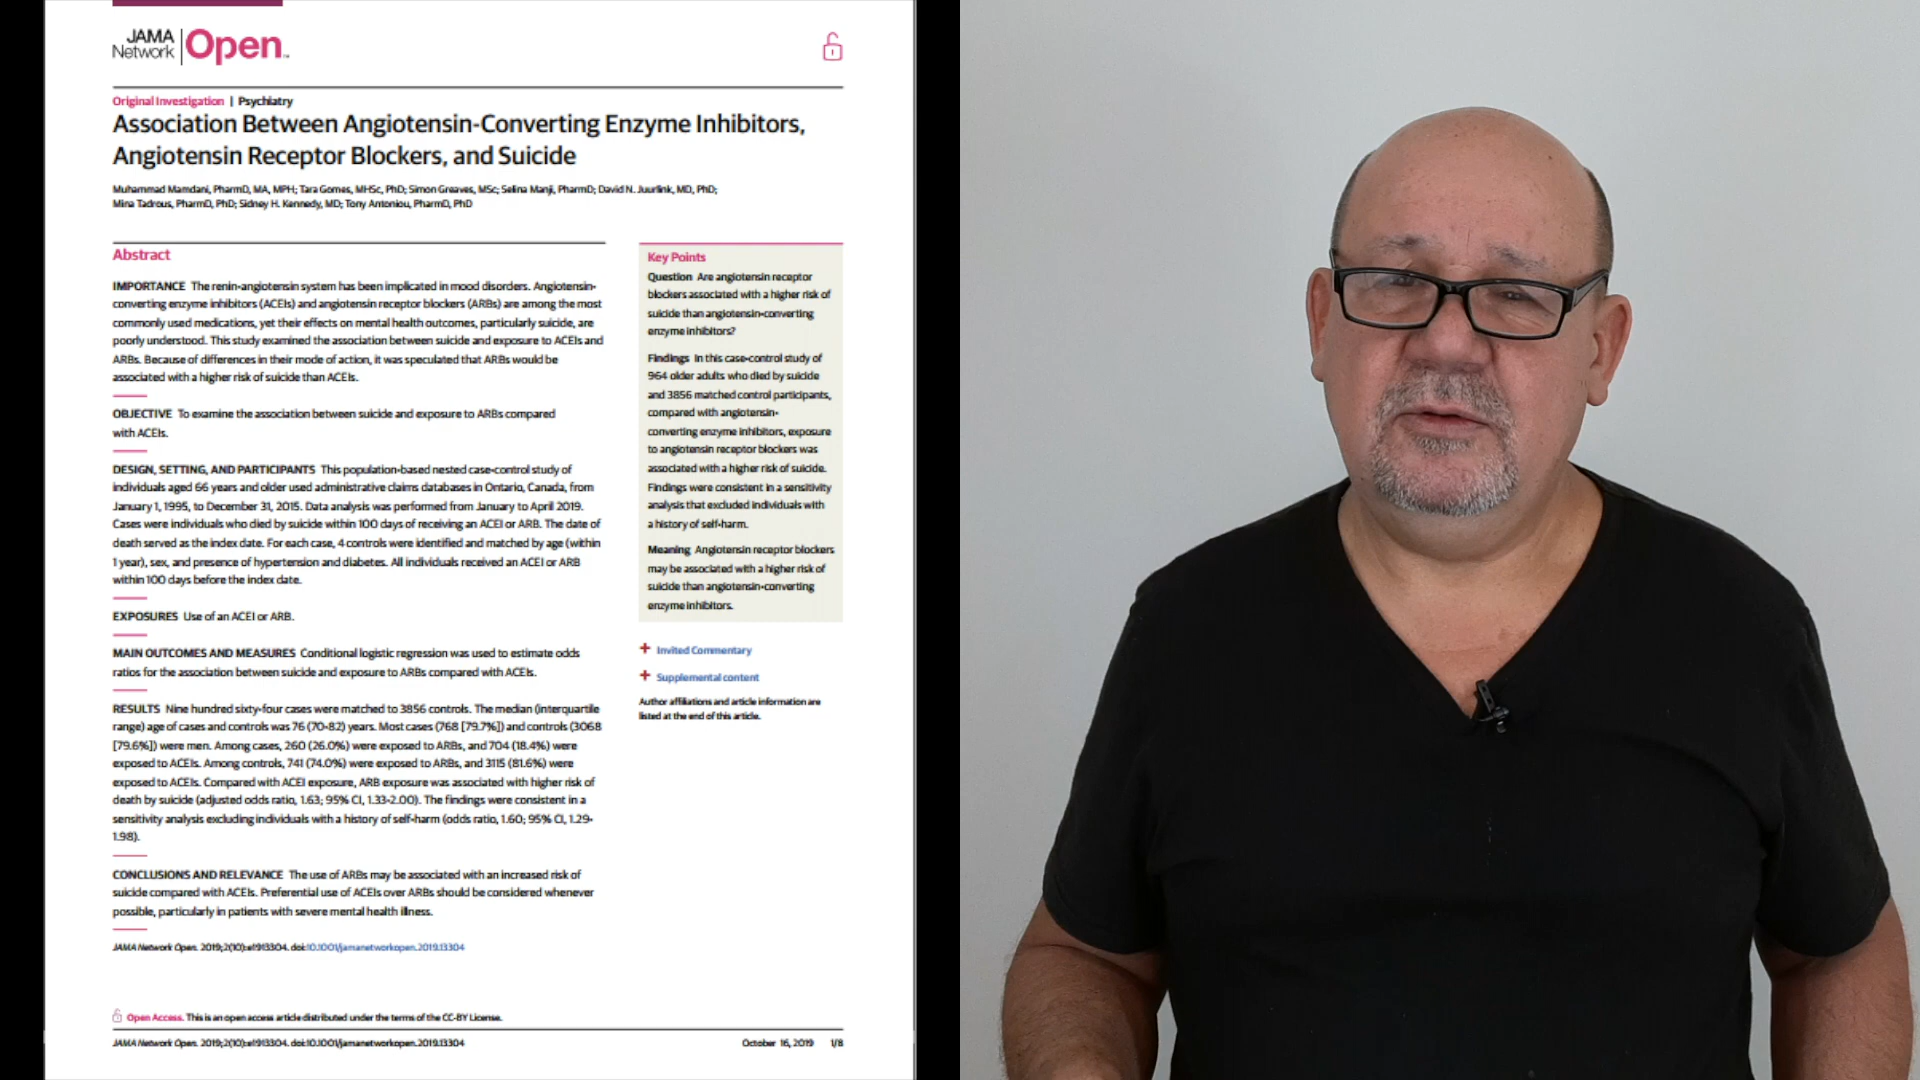 JAMA
Network | Open™
Original Investigation | Psychiatry
Association Between Angiotensin-Converting Enzyme Inhibitors,
Angiotensin Receptor Blockers, and Suicide
Muhammad Mamdani, PharmD, MA, MPH; Tara Gomes, MHSc, PhD; Simon Greaves, MSc; Selina Manji, PharmD; David N. Juurlink, MD, PhD;
Mina Tadrous, PharmD, PhD; Sidney H. Kennedy, MD; Tony Antoniou, PharmD, PhD
Abstract
IMPORTANCE The renin-angiotensin system has been implicated in mood disorders. Angiotensin-
converting enzyme inhibitors (ACEIs) and angiotensin receptor blockers (ARBs) are among the most
commonly used medications, yet their effects on mental health outcomes, particularly suicide, are
poorly understood. This study examined the association between suicide and exposure to ACEIs and
ARBs. Because of differences in their mode of action, it was speculated that ARBs would be
associated with a higher risk of suicide than ACEIs.
OBJECTIVE To examine the association between suicide and exposure to ARBs compared
with ACEIs.
DESIGN, SETTING, AND PARTICIPANTS This population-based nested case-control study of
individuals aged 66 years and older used administrative claims databases in Ontario, Canada, from
January 1, 1995, to December 31, 2015. Data analysis was performed from January to April 2019.
Cases were individuals who died by suicide within 100 days of receiving an ACEI or ARB. The date of
death served as the index date. For each case, 4 controls were identified and matched by age (within
1 year), sex, and presence of hypertension and diabetes. All individuals received an ACEI or ARB
within 100 days before the index date.
EXPOSURES Use of an ACEI or ARB.
MAIN OUTCOMES AND MEASURES Conditional logistic regression was used to estimate odds
ratios for the association between suicide and exposure to ARBs compared with ACEIs.
RESULTS Nine hundred sixty-four cases were matched to 3856 controls. The median (interquartile
range) age of cases and controls was 76 (70-82) years. Most cases (768 [79.7%]) and controls (3068
[79.6%]) were men. Among cases, 260 (26.0%) were exposed to ARBs, and 704 (18.4%) were
exposed to ACEIs. Among controls, 741 (74.0%) were exposed to ARBs, and 3115 (81.6%) were
exposed to ACEIs. Compared with ACEI exposure, ARB exposure was associated with higher risk of
death by suicide (adjusted odds ratio, 1.63; 95% CI, 1.33-2.00). The findings were consistent in a
sensitivity analysis excluding individuals with a history of self-harm (odds ratio, 1.60; 95% CI, 1.29-
1.98).
CONCLUSIONS AND RELEVANCE The use of ARBs may be associated with an increased risk of
suicide compared with ACEIs. Preferential use of ACEIs over ARBs should be considered whenever
possible, particularly in patients with severe mental health illness.
JAMA Network Open. 2019;2(10):e1913304. doi:10.1001/jamanetworkopen.2019.13304
Key Points
Question Are angiotensin receptor
blockers associated with a higher risk of
suicide than angiotensin-converting
enzyme inhibitors?
Findings In this case-control study of
964 older adults who died by suicide
and 3856 matched control participants,
compared with angiotensin-
converting enzyme inhibitors, exposure
to angiotensin receptor blockers was
associated with a higher risk of suicide.
Findings were consistent in a sensitivity
analysis that excluded individuals with
a history of self-harm.
Meaning Angiotensin receptor blockers
may be associated with a higher risk of
suicide than angiotensin-converting
enzyme inhibitors.
+ Invited Commentary
+ Supplemental content
Author affiliations and article information are
listed at the end of this article.
Open Access. This is an open access article distributed under the terms of the CC-BY License.
JAMA Network Open. 2019;2(10):e1913304. doi:10.1001/jamanetworkopen.2019.13304
October 16, 2019 1/8